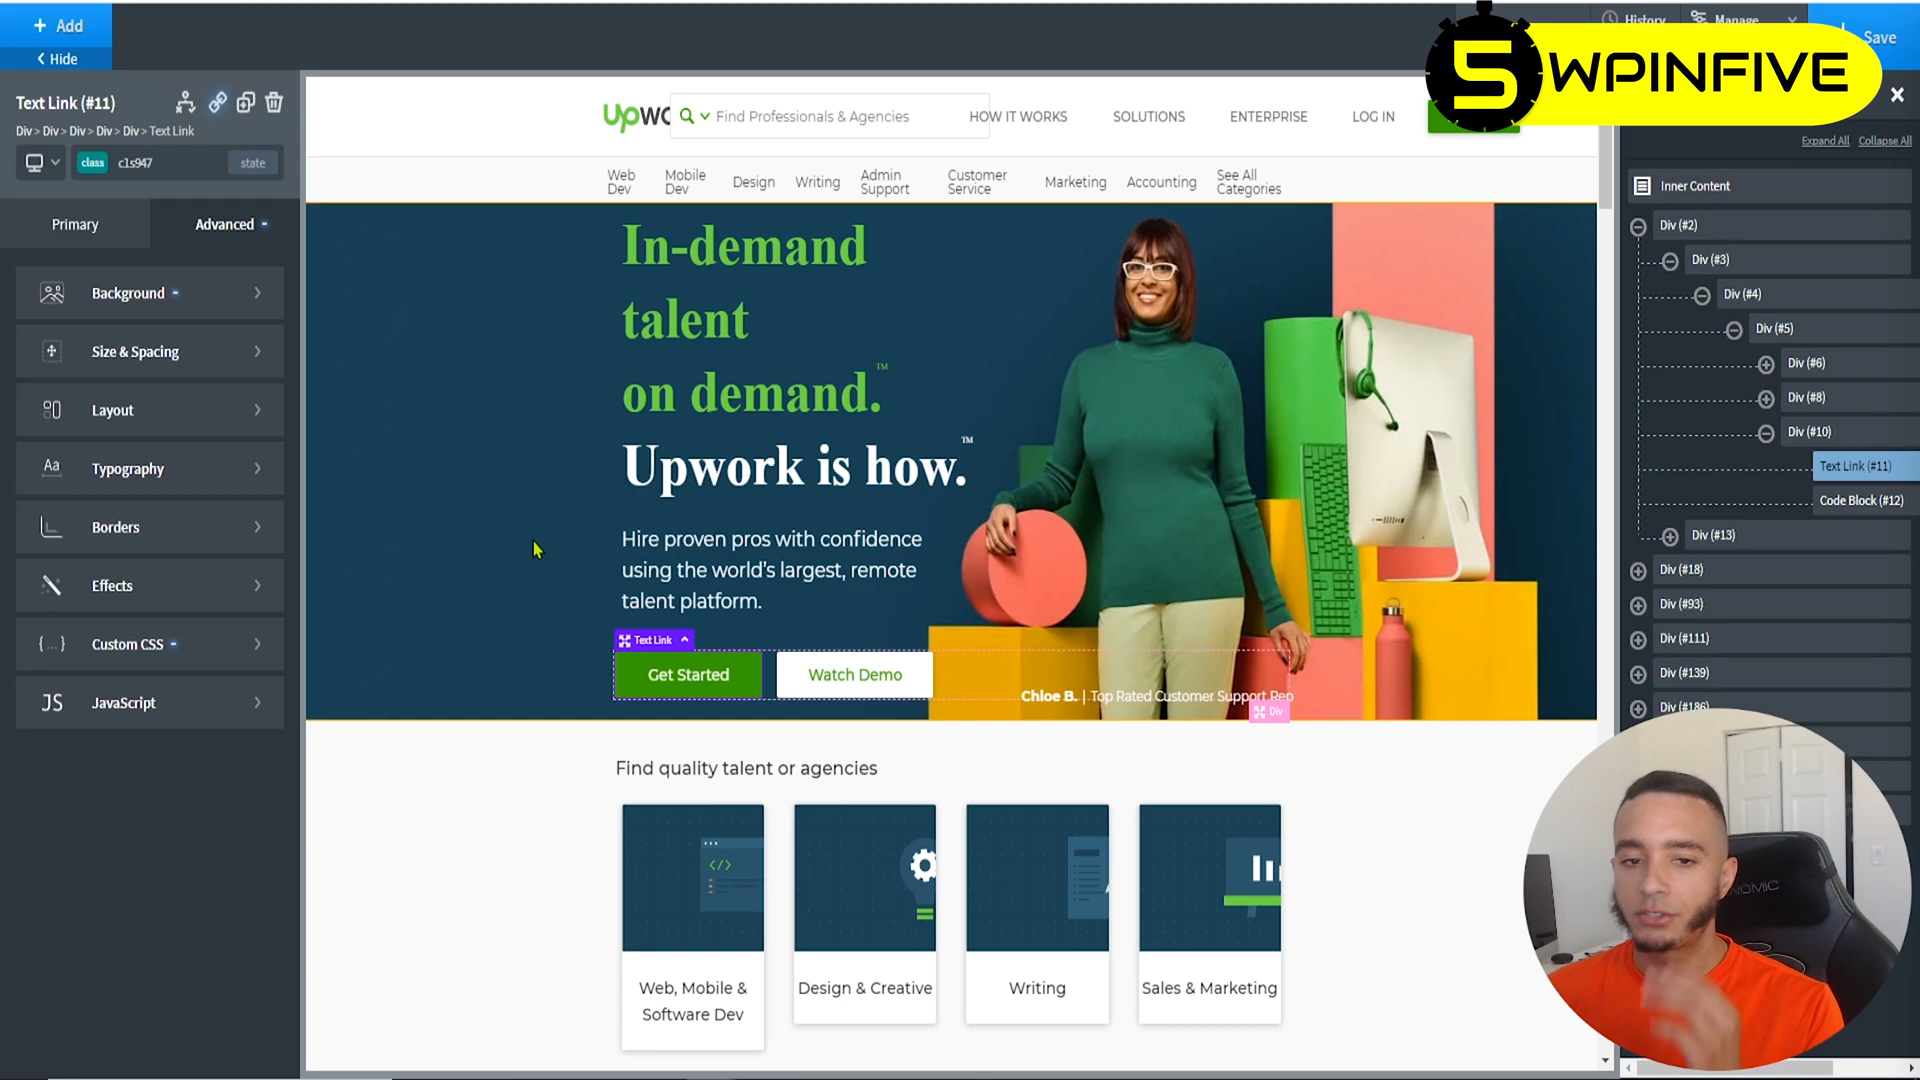 + Add
Hide
History
Manage
Save
5
WPINFIVE
Text Link (#11)
Div > Div > Div > Div > Div > Text Link
class
c1s947
state
Primary
Advanced
Background
Size & Spacing
Layout
Aa
Typography
Borders
Effects
{...}
Custom CSS
JS
JavaScript
Find Professionals & Agencies
HOW IT WORKS
SOLUTIONS
ENTERPRISE
LOG IN
Web
Dev
Mobile
Dev
Design
Writing
Admin
Support
Customer
Service
Marketing
Accounting
See All
Categories
In-demand
talent
on demand.™
Upwork is how.™
Hire proven pros with confidence
using the world's largest, remote
talent platform.
Text Link
Get Started
Watch Demo
Chloe B. | Top Rated Customer Support Rep
Div
Find quality talent or agencies
</>
Web, Mobile &
Software Dev
Design & Creative
Writing
Sales & Marketing
Expand All
Collapse All
Inner Content
Div (#2)
Div (#3)
Div (#4)
Div (#5)
Div (#6)
Div (#8)
Div (#10)
Text Link (#11)
Code Block (#12)
Div (#13)
Div (#18)
Div (#93)
Div (#111)
Div (#139)
Div (#186)